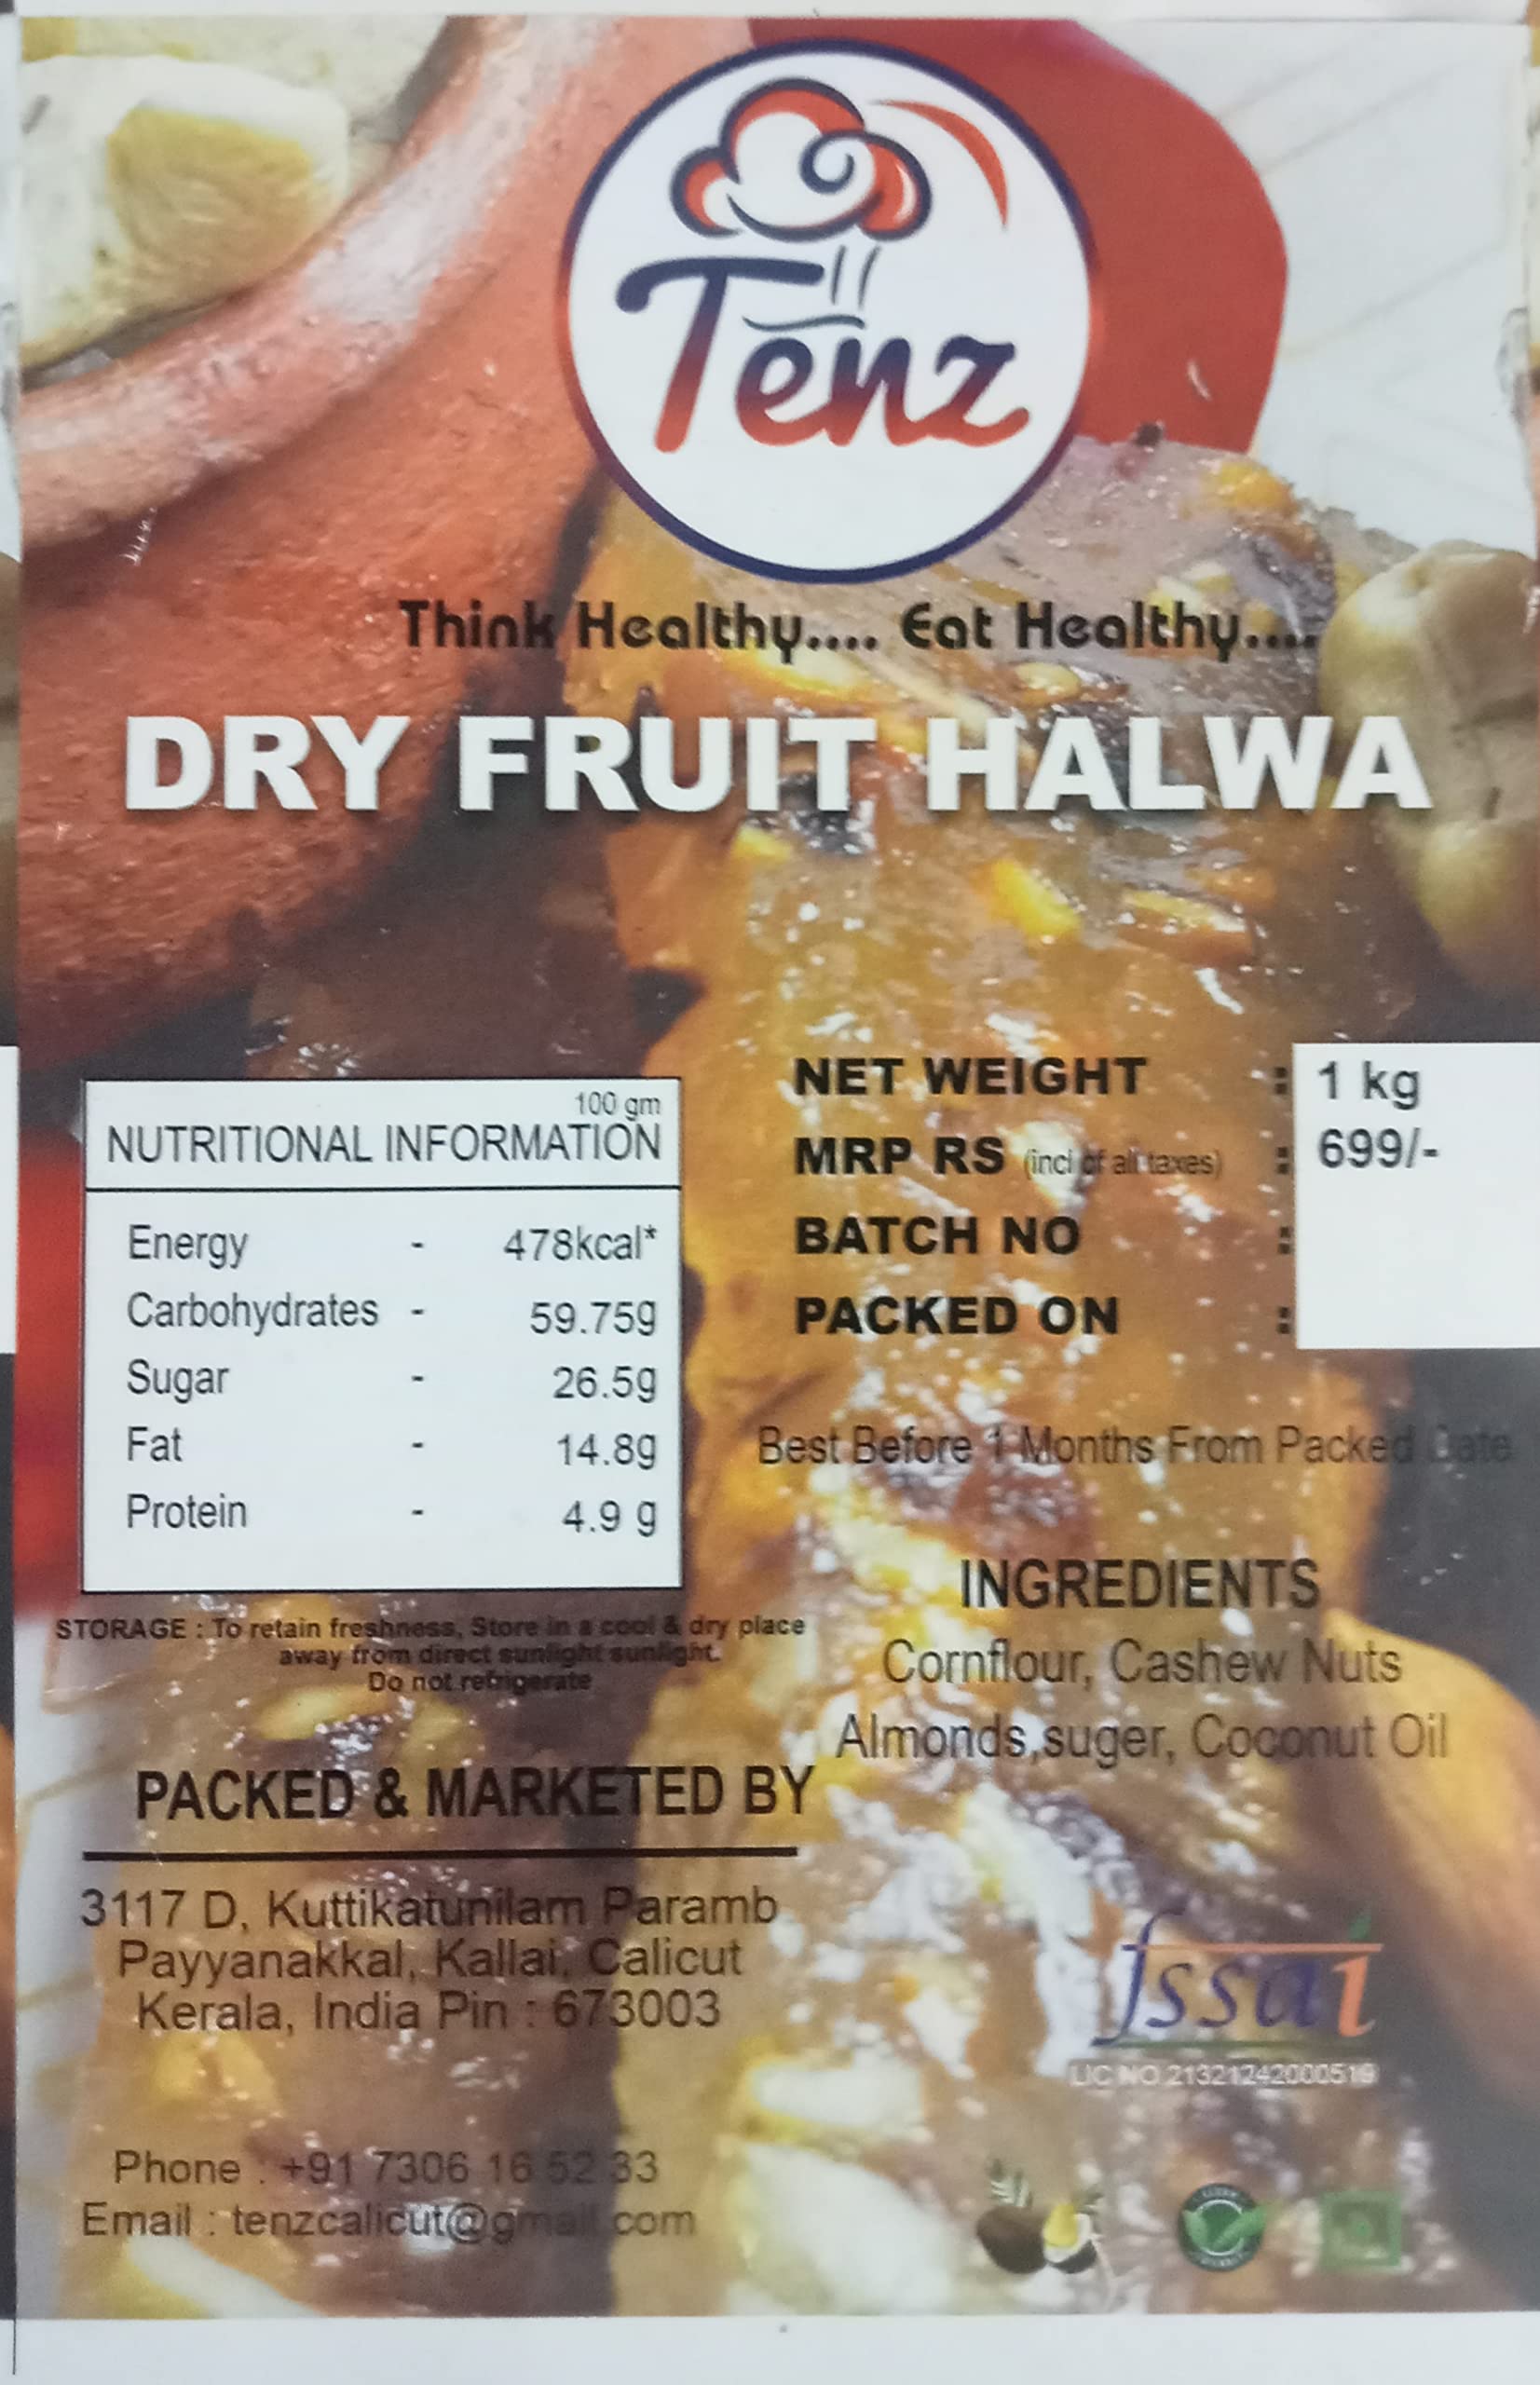 Tenz
Think Healthy.... Eat Healthy....
DRY FRUIT HALWA
100 gm
NUTRITIONAL INFORMATION
Energy - 478kcal*
Carbohydrates - 59.75g
Sugar - 26.5g
Fat - 14.8g
Protein - 4.9 g
STORAGE : To retain freshness, Store in a cool & dry place
away from direct sunlight sunlight.
Do not refrigerate
NET WEIGHT : 1 kg
MRP RS (incl of all taxes) : 699/-
BATCH NO :
PACKED ON :
Best Before 1 Months From Packed Date
INGREDIENTS
Cornflour, Cashew Nuts
Almonds,suger, Coconut Oil
PACKED & MARKETED BY
3117 D, Kuttikatunilam Paramb
Payyanakkal, Kallai, Calicut
Kerala, India Pin : 673003
Phone : +91 7306 16 52 33
Email : tenzcalicut@gmail.com
fssai
LIC NO 21321242000519